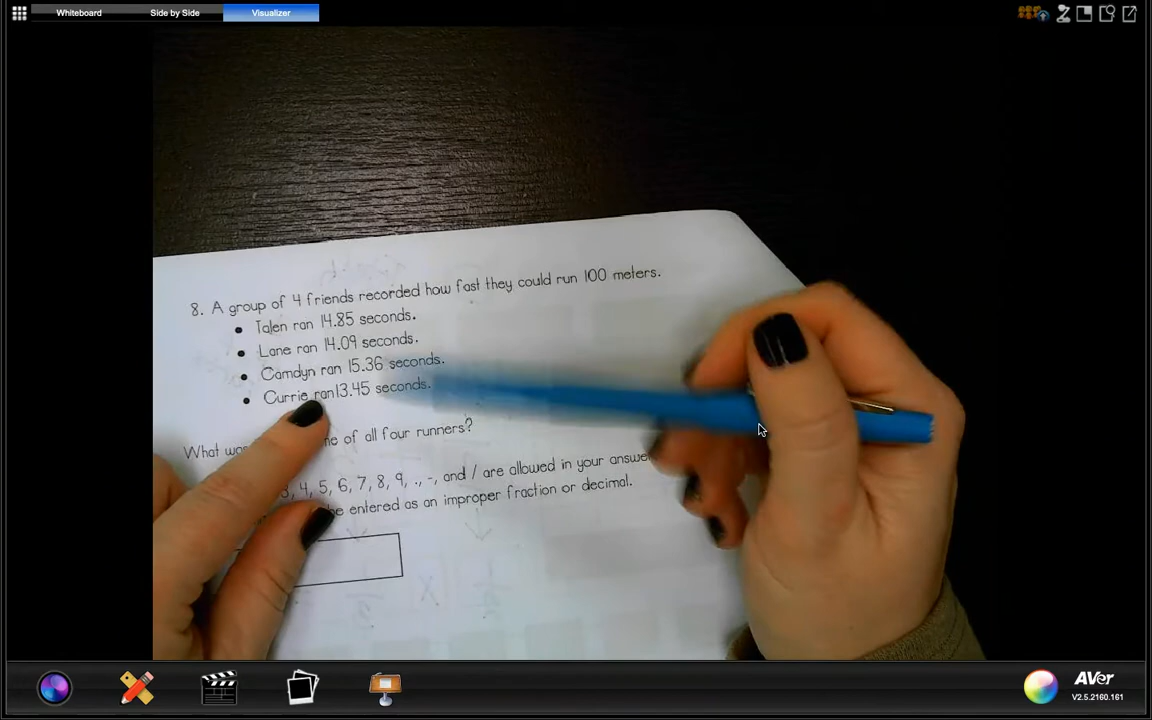 Whiteboard
Side by Side
Visualizer
8. A group of 4 friends recorded how fast they could run 100 meters.
• Talen ran 14.85 seconds.
• Lane ran 14.09 seconds.
• Camdyn ran 15.36 seconds.
• Currie ran 13.45 seconds.
What of all four runners?
3, 4, 5, 6, 7, 8, 9, ., -, and / are allowed in your
be entered as an improper fraction or decimal.
AVer
V2.5.2160.161